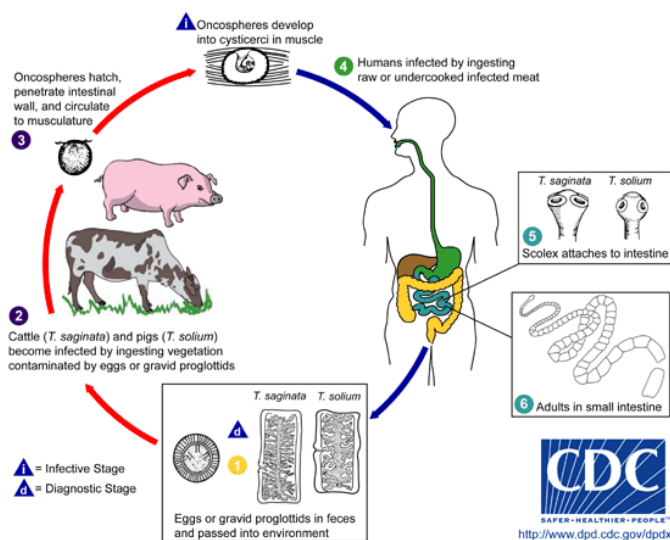 i
Oncospheres develop
into cysticerci in muscle
4
Humans infected by ingesting
raw or undercooked infected meat
Oncospheres hatch,
penetrate intestinal
wall, and circulate
to musculature
3
T. saginata T. solium
5
Scolex attaches to intestine
2
Cattle (T. saginata) and pigs (T. solium)
become infected by ingesting vegetation
contaminated by eggs or gravid proglottids
6 Adults in small intestine
T. saginata T. solium
d
1
Eggs or gravid proglottids in feces
and passed into environment
i = Infective Stage
d = Diagnostic Stage
CDC
SAFER • HEALTHIER • PEOPLE™
http://www.dpd.cdc.gov/dpdx